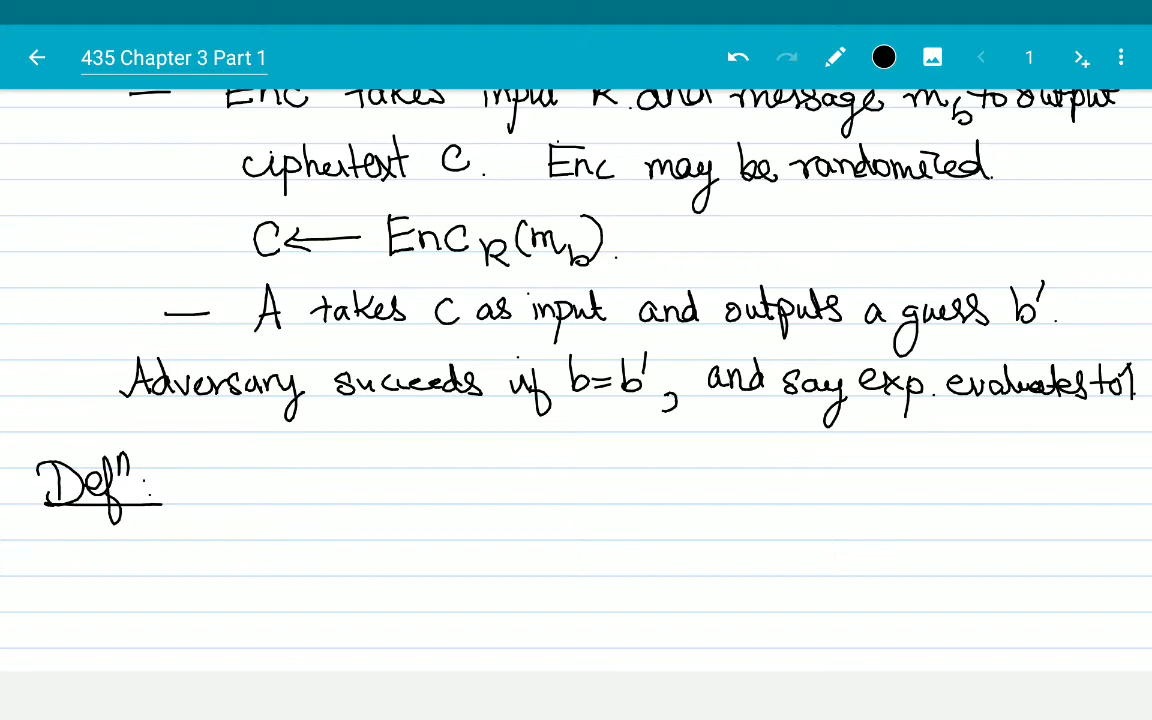 435 Chapter 3 Part 1
1
— Enc takes input k and message m_b to output
ciphertext C. Enc may be randomized.
C ← Enc_k(m_b).
— A takes C as input and outputs a guess b'.
Adversary succeeds if b=b', and say exp. evaluates to 1.
Defⁿ: